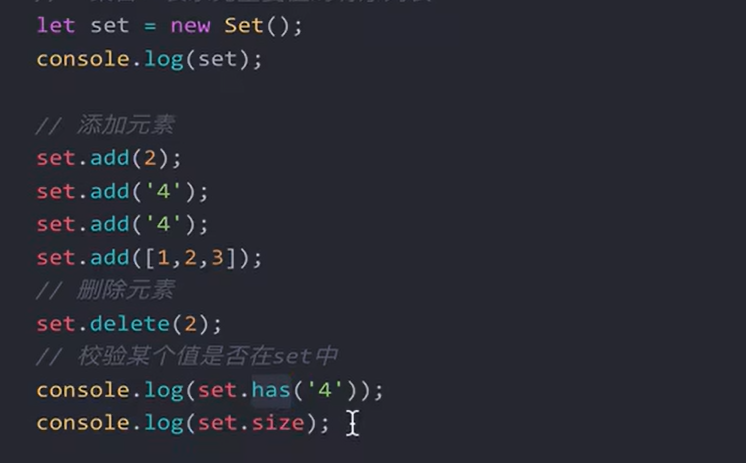 let set = new Set();
console.log(set);
// 添加元素
set.add(2);
set.add('4');
set.add('4');
set.add([1,2,3]);
// 删除元素
set.delete(2);
// 校验某个值是否在set中
console.log(set.has('4'));
console.log(set.size);